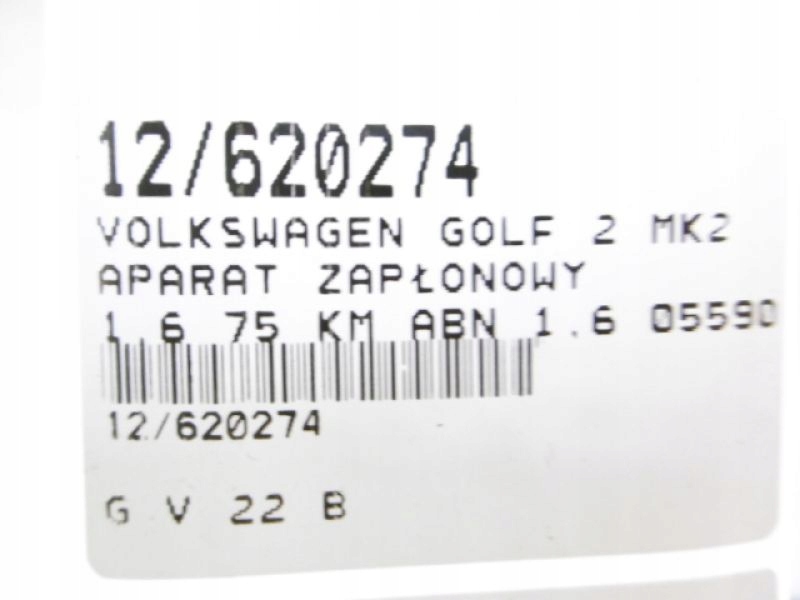 12/620274
VOLKSWAGEN GOLF 2 MK2
APARAT ZAPŁONOWY
1.6 75 KM ABN 1.6 05590
12/620274
G V 22 B